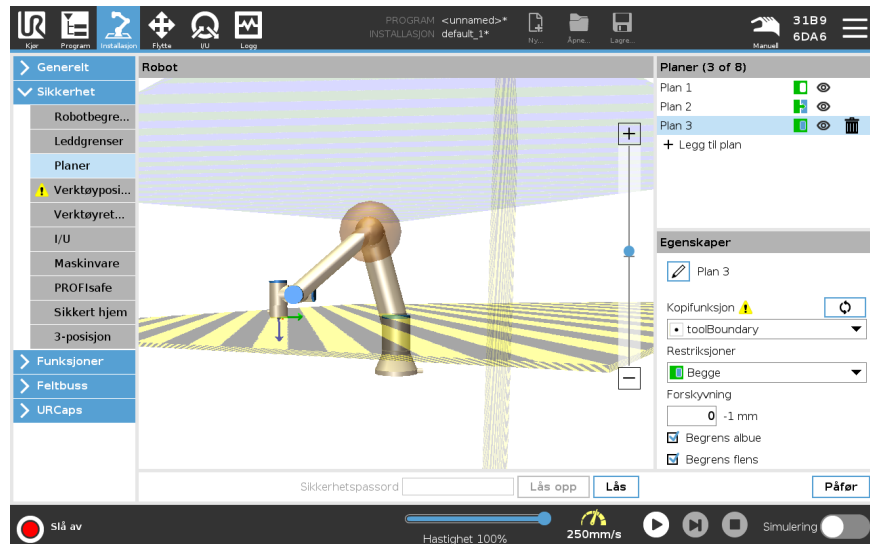 PROGRAM <unnamed>*
INSTALLASJON default_1*
Kjør
Program
Installasjon
Flytte
I/U
Logg
Ny...
Åpne...
Lagre...
Manuell
31B9
6DA6
Generelt
Sikkerhet
Robotbegre...
Leddgrenser
Planer
Verktøyposi...
Verktøyret...
I/U
Maskinvare
PROFIsafe
Sikkert hjem
3-posisjon
Funksjoner
Feltbuss
URCaps
Robot
Planer (3 of 8)
Plan 1
Plan 2
Plan 3
+ Legg til plan
Egenskaper
Plan 3
Kopifunksjon
toolBoundary
Restriksjoner
Begge
Forskyvning
0 -1 mm
Begrens albue
Begrens flens
Sikkerhetspassord
Lås opp
Lås
Påfør
Slå av
Hastighet 100%
250mm/s
Simulering